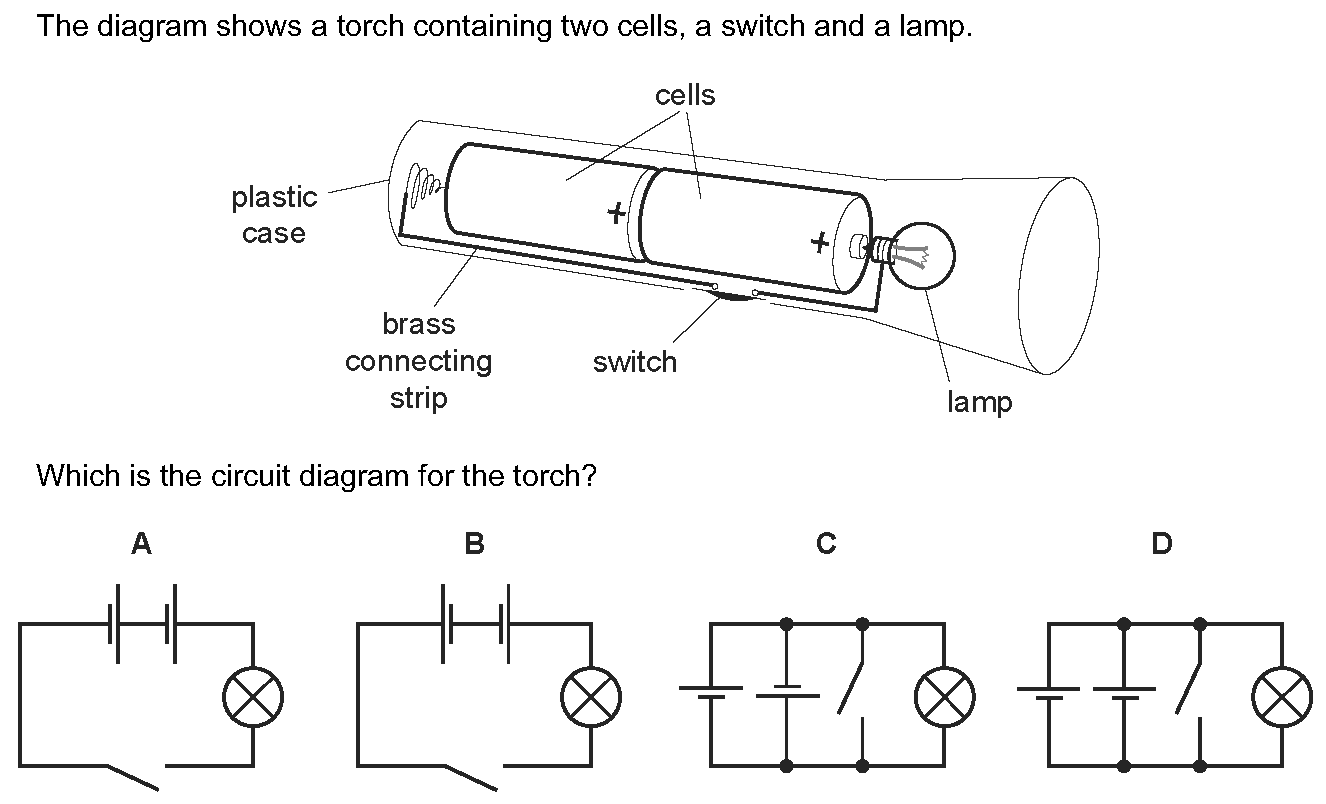 The diagram shows a torch containing two cells, a switch and a lamp.
cells
plastic
case
+
+
brass
connecting
strip
switch
lamp
Which is the circuit diagram for the torch?
A B C D